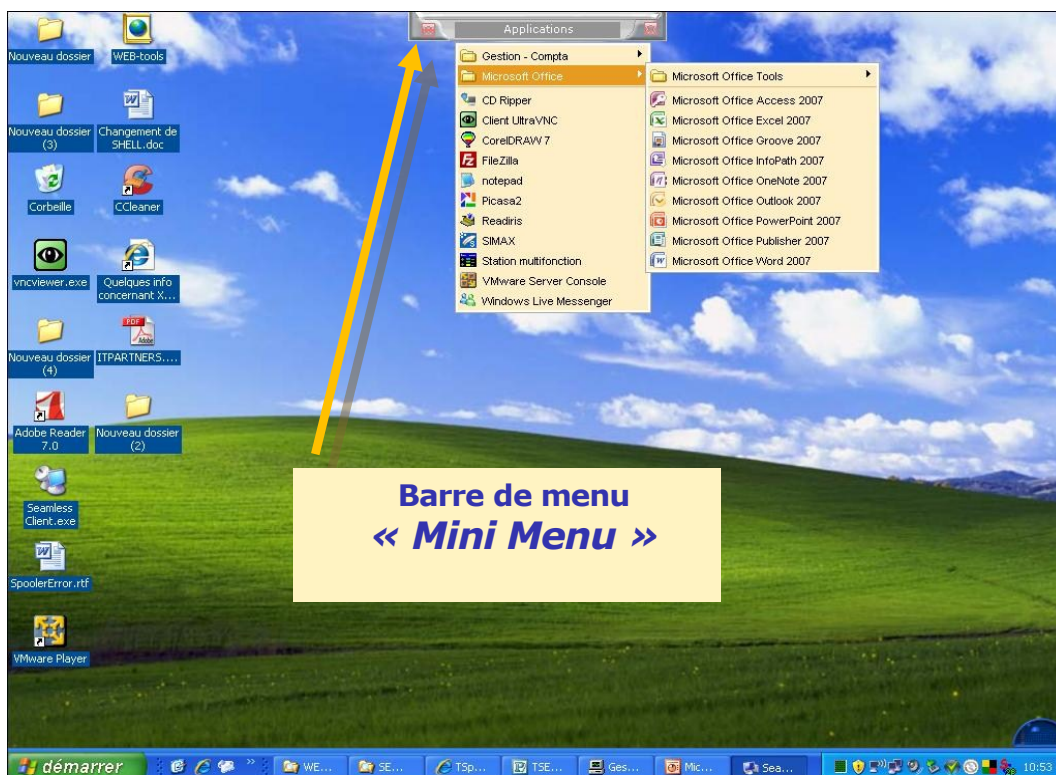 Applications
Gestion - Compta
Microsoft Office
CD Ripper
Client UltraVNC
CorelDRAW 7
FileZilla
notepad
Picasa2
Readiris
SIMAX
Station multifonction
VMware Server Console
Windows Live Messenger
Microsoft Office Tools
Microsoft Office Access 2007
Microsoft Office Excel 2007
Microsoft Office Groove 2007
Microsoft Office InfoPath 2007
Microsoft Office OneNote 2007
Microsoft Office Outlook 2007
Microsoft Office PowerPoint 2007
Microsoft Office Publisher 2007
Microsoft Office Word 2007
Nouveau dossier
WEB-tools
Nouveau dossier
(3)
Changement de
SHELL.doc
Corbeille
CCleaner
vncviewer.exe
Quelques info
concernant X...
Nouveau dossier
(4)
ITPARTNERS....
Adobe Reader
7.0
Nouveau dossier
(2)
Seamless
Client.exe
SpoolerError.rtf
VMware Player
Barre de menu
« Mini Menu »
démarrer
WE...
SE...
TSp...
TSE...
Ges...
Mic...
Sea...
10:53